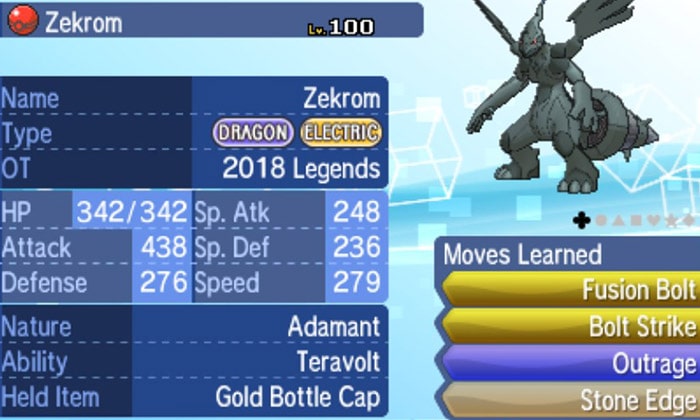 Zekrom Lv. 100
Name Zekrom
Type DRAGON ELECTRIC
OT 2018 Legends
HP 342/342 Sp. Atk 248
Attack 438 Sp. Def 236
Defense 276 Speed 279
Nature Adamant
Ability Teravolt
Held Item Gold Bottle Cap
Moves Learned
Fusion Bolt
Bolt Strike
Outrage
Stone Edge